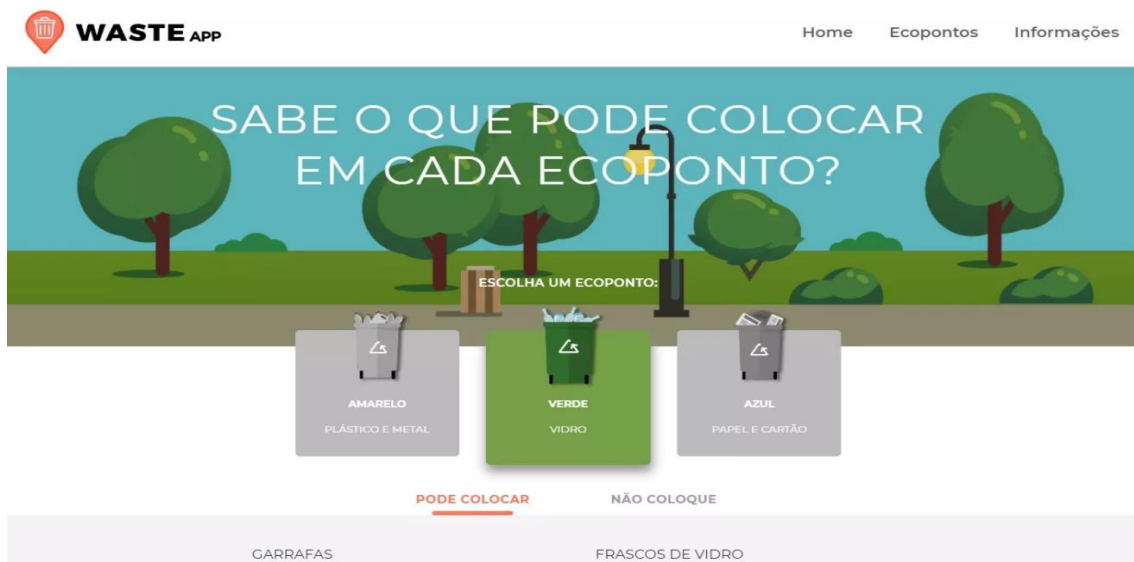 WASTE APP
Home Ecopontos Informações
SABE O QUE PODE COLOCAR
EM CADA ECOPONTO?
ESCOLHA UM ECOPONTO:
AMARELO
PLÁSTICO E METAL
VERDE
VIDRO
AZUL
PAPEL E CARTÃO
PODE COLOCAR NÃO COLOQUE
GARRAFAS FRASCOS DE VIDRO